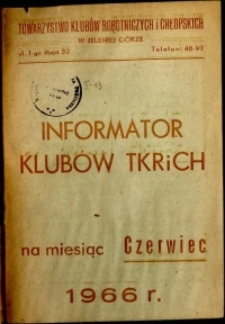 TOWARZYSTWO KLUBÓW ROBOTNICZYCH I CHŁOPSKICH
W JELENIEJ GÓRZE
ul. 1-go Maja 53 Telefon: 48-97
INFORMATOR
KLUBÓW TKRiCH
-
na miesiąc Czerwiec
1966 r.